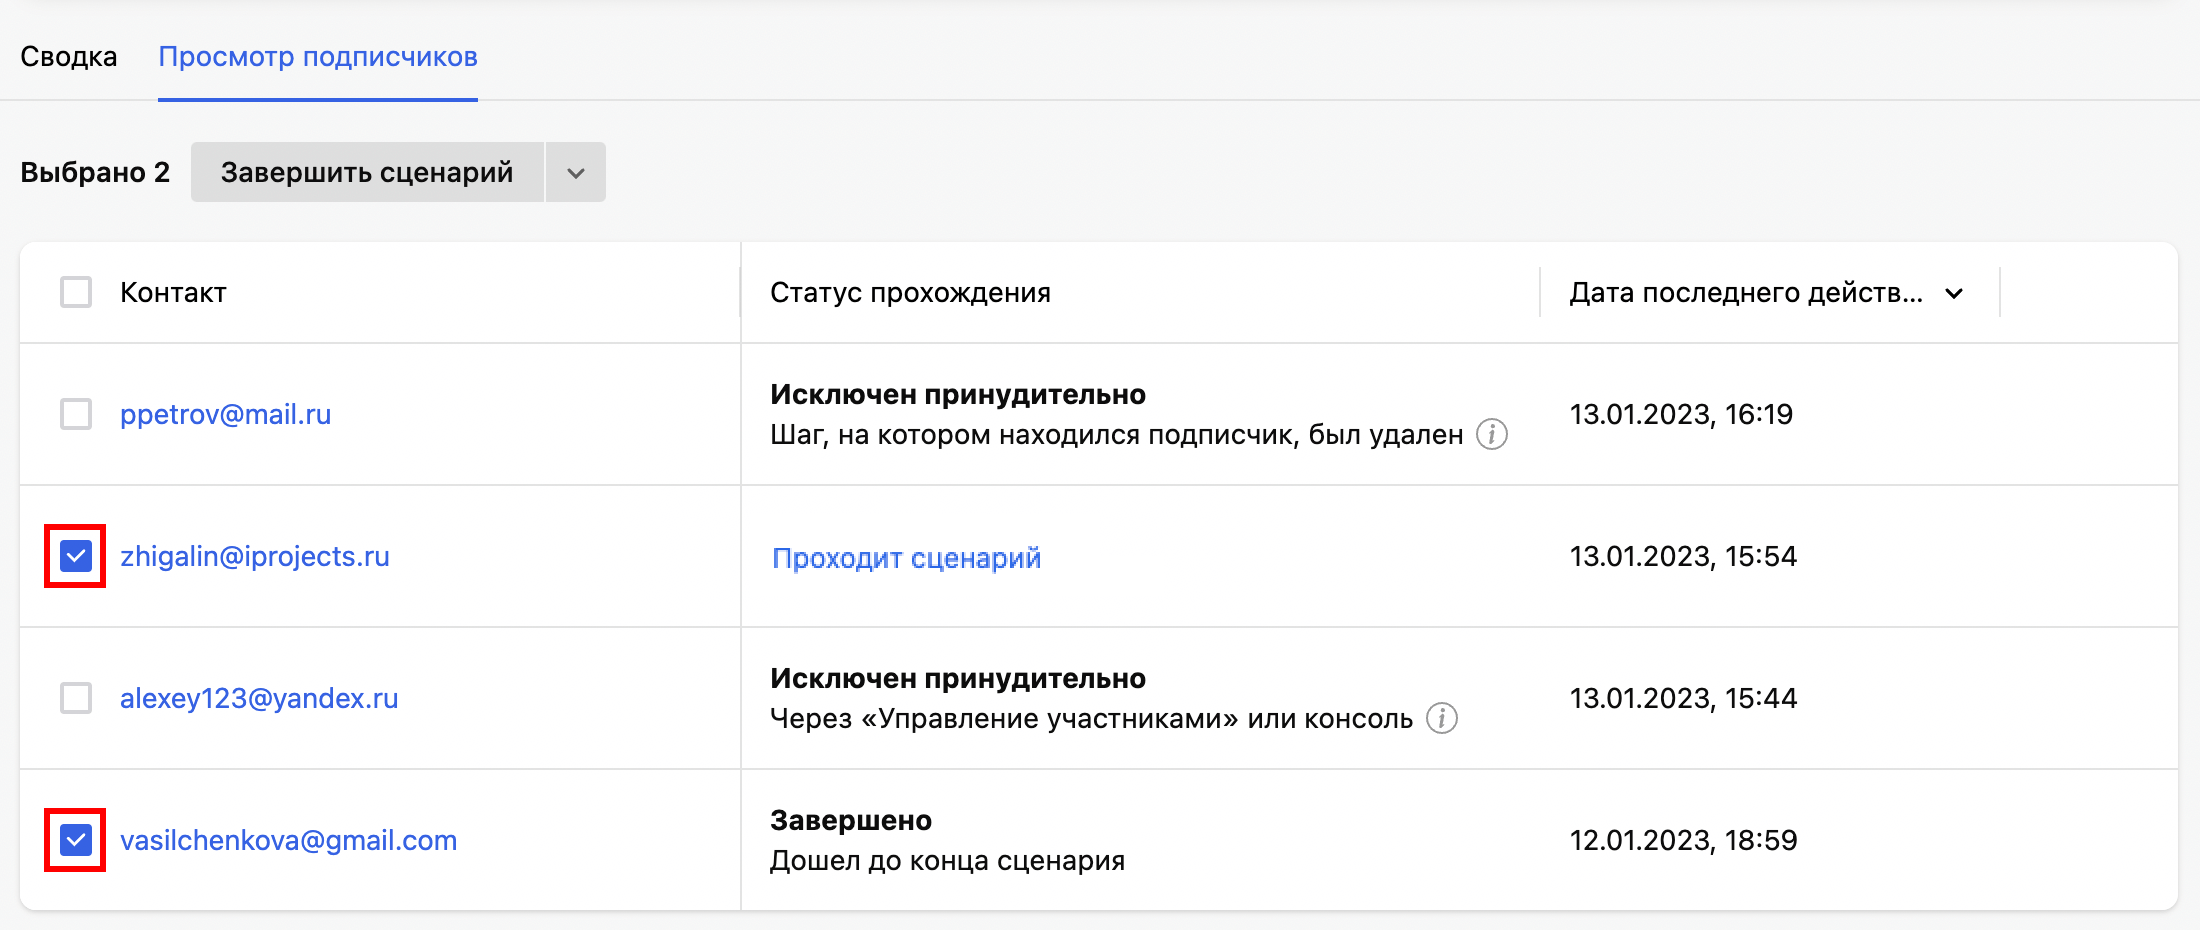 Сводка Просмотр подписчиков
Выбрано 2 Завершить сценарий
Контакт Статус прохождения Дата последнего действ...
ppetrov@mail.ru Исключен принудительно 13.01.2023, 16:19
Шаг, на котором находился подписчик, был удален
zhigalin@iprojects.ru Проходит сценарий 13.01.2023, 15:54
alexey123@yandex.ru Исключен принудительно 13.01.2023, 15:44
Через «Управление участниками» или консоль
vasilchenkova@gmail.com Завершено 12.01.2023, 18:59
Дошел до конца сценария